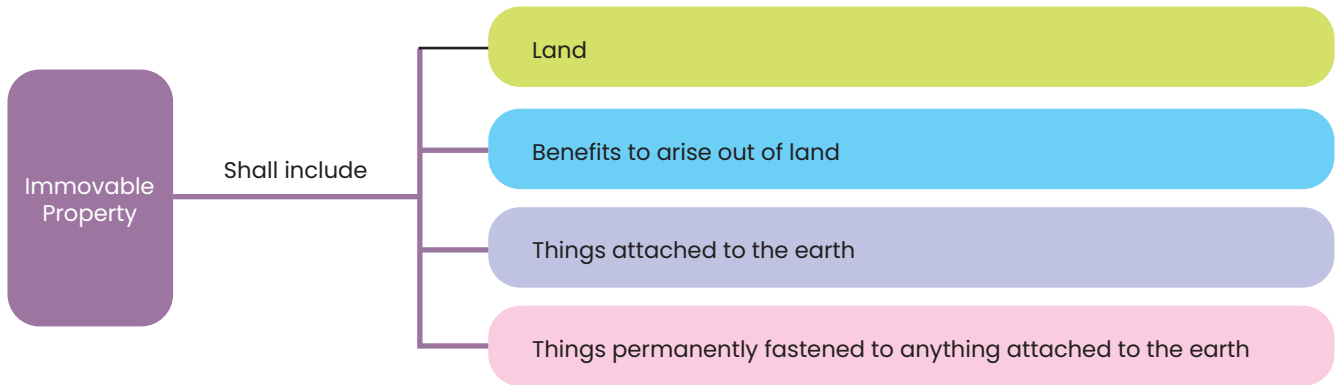 Immovable
Property
Shall include
Land
Benefits to arise out of land
Things attached to the earth
Things permanently fastened to anything attached to the earth